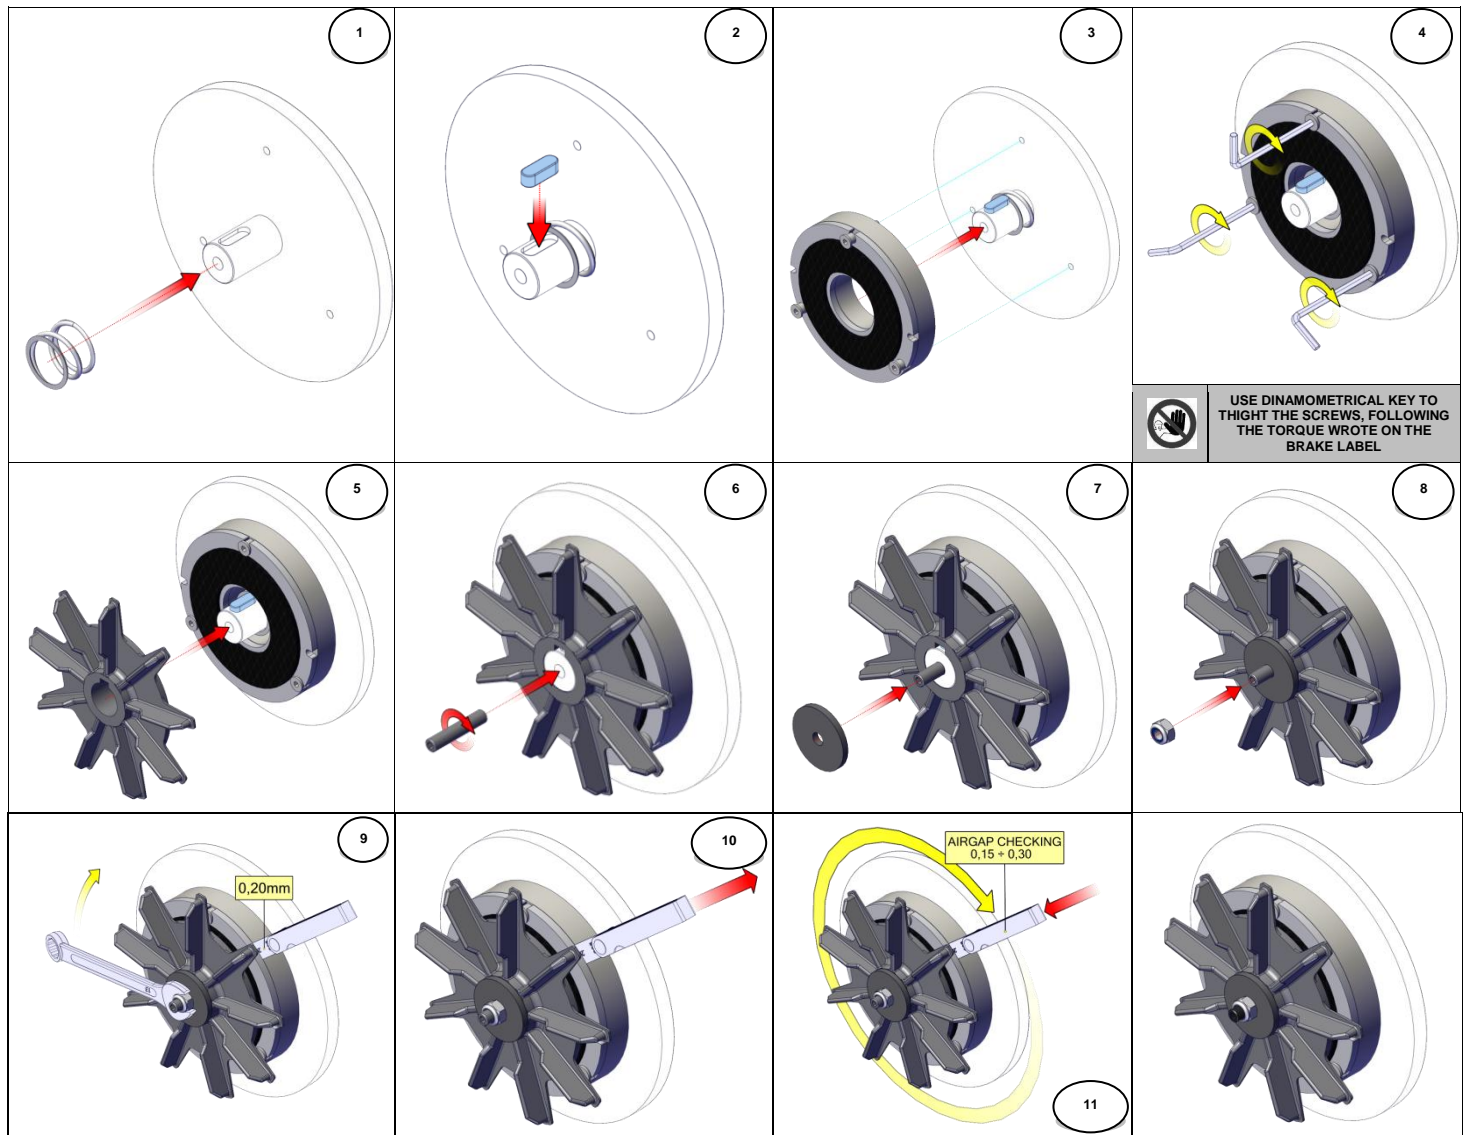 1
2
3
4
USE DINAMOMETRICAL KEY TO
THIGHT THE SCREWS, FOLLOWING
THE TORQUE WROTE ON THE
BRAKE LABEL
5
6
7
8
9
0,20mm
10
AIRGAP CHECKING
0,15 ÷ 0,30
11